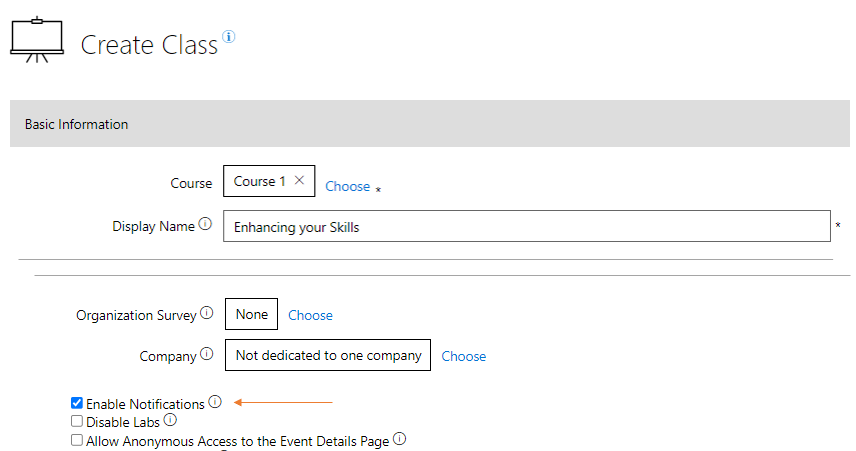 Create Class
Basic Information
Course Course 1 Choose *
Display Name Enhancing your Skills *
Organization Survey None Choose
Company Not dedicated to one company Choose
Enable Notifications
Disable Labs
Allow Anonymous Access to the Event Details Page